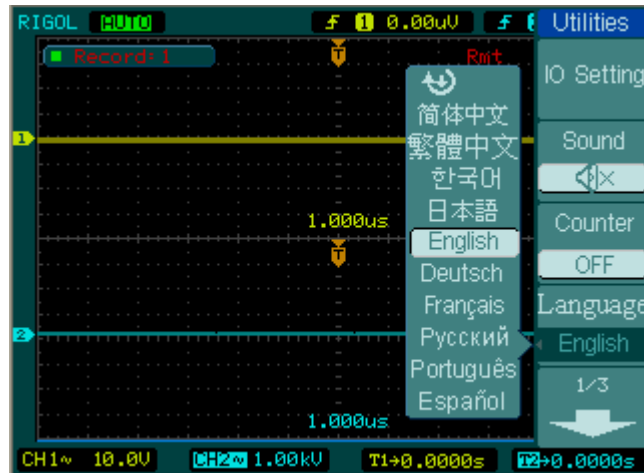 RIGOL AUTO 1 0.00uV
Utilities
Record: 1
T
Rmt
IO Setting
简体中文
繁體中文
한국어
日本語
English
Deutsch
Français
Русский
Português
Español
1
Sound
1.000us
T
Counter
OFF
Language
English
2
1/3
1.000us
CH1~ 10.0V CH2~ 1.00kV T1→0.0000s T2→0.0000s